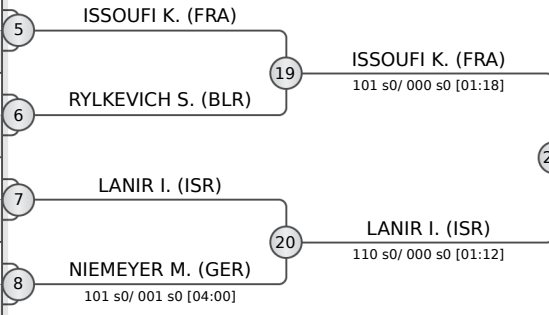 ISSOUFI K. (FRA)
5
ISSOUFI K. (FRA)
19
101 s0/ 000 s0 [01:18]
RYLKEVICH S. (BLR)
6
2
LANIR I. (ISR)
7
LANIR I. (ISR)
20
110 s0/ 000 s0 [01:12]
NIEMEYER M. (GER)
8
101 s0/ 001 s0 [04:00]